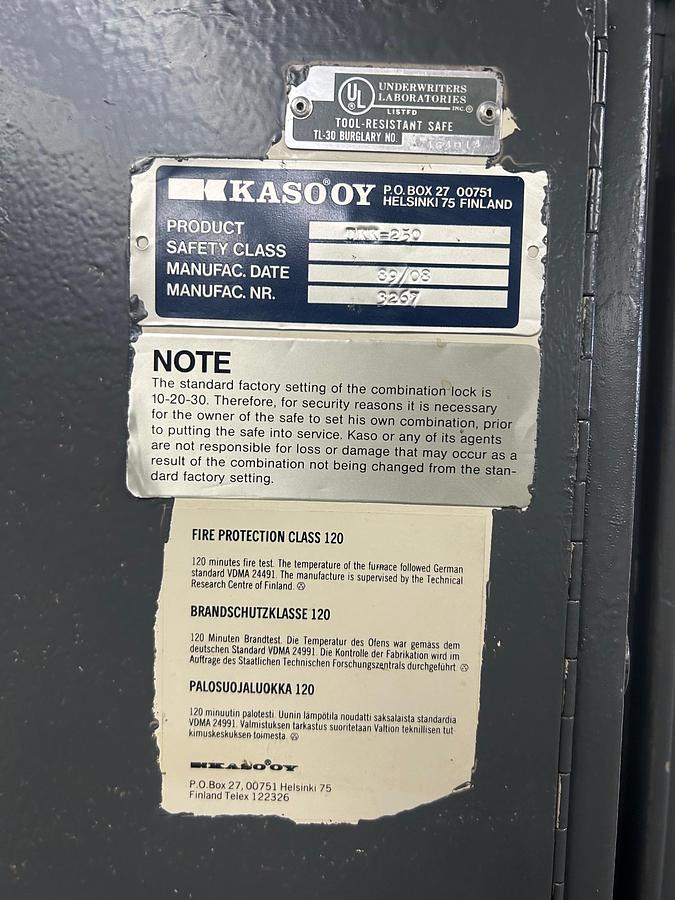 UL
UNDERWRITERS
LABORATORIES
INC.®
LISTED
TOOL-RESISTANT SAFE
TL-30 BURGLARY NO.
KASO®OY P.O. BOX 27 00751
HELSINKI 75 FINLAND
PRODUCT
SAFETY CLASS
MANUFAC. DATE 89/08
MANUFAC. NR. 3267
NOTE
The standard factory setting of the combination lock is
10-20-30. Therefore, for security reasons it is necessary
for the owner of the safe to set his own combination, prior
to putting the safe into service. Kaso or any of its agents
are not responsible for loss or damage that may occur as a
result of the combination not being changed from the stan-
dard factory setting.
FIRE PROTECTION CLASS 120
120 minutes fire test. The temperature of the furnace followed German
standard VDMA 24491. The manufacture is supervised by the Technical
Research Centre of Finland.
BRANDSCHUTZKLASSE 120
120 Minuten Brandtest. Die Temperatur des Ofens war gemäss dem
deutschen Standard VDMA 24991. Die Kontrolle der Fabrikation wird im
Auftrage des Staatlichen Technischen Forschungszentrals durchgeführt.
PALOSUOJALUOKKA 120
120 minuutin palotesti. Uunin lämpötila noudatti saksalaista standardia
VDMA 24991. Valmistuksen tarkastus suoritetaan Valtion teknillisen tut-
kimuskeskuksen toimesta.
KASO®OY
P.O.Box 27, 00751 Helsinki 75
Finland Telex 122326